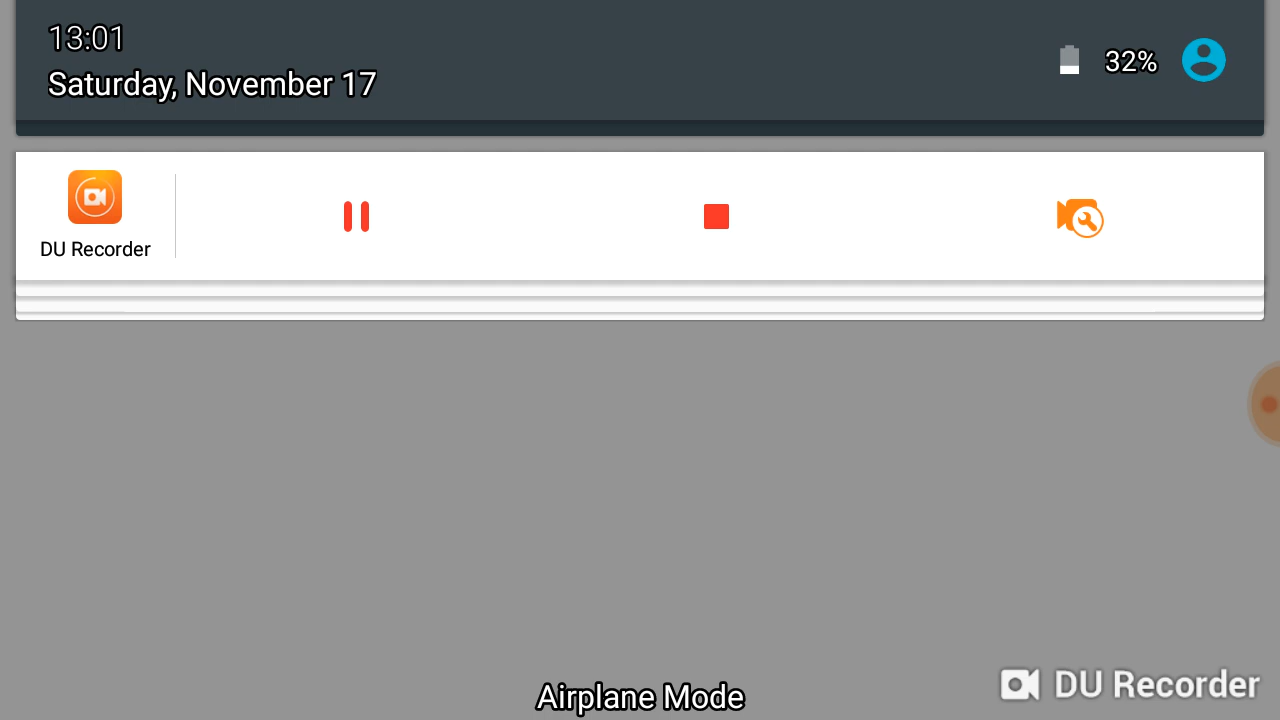 13:01
Saturday, November 17
32%
DU Recorder
Airplane Mode
DU Recorder